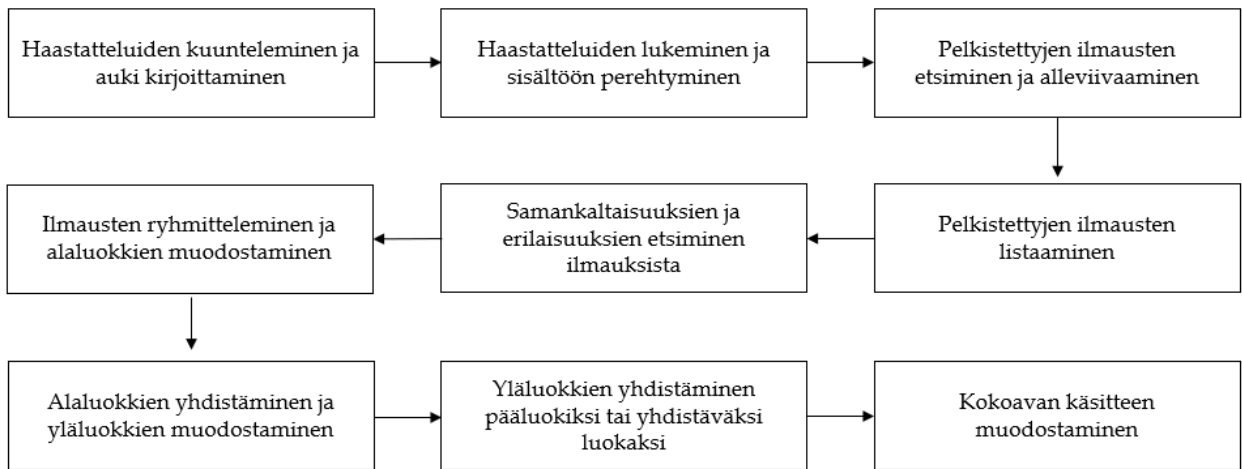 Haastatteluiden kuunteleminen ja
auki kirjoittaminen
Haastatteluiden lukeminen ja
sisältöön perehtyminen
Pelkistettyjen ilmausten
etsiminen ja alleviivaaminen
Pelkistettyjen ilmausten
listaaminen
Samankaltaisuuksien ja
erilaisuuksien etsiminen
ilmauksista
Ilmausten ryhmitteleminen ja
alaluokkien muodostaminen
Alaluokkien yhdistäminen ja
yläluokkien muodostaminen
Yläluokkien yhdistäminen
pääluokiksi tai yhdistäväksi
luokaksi
Kokoavan käsitteen
muodostaminen